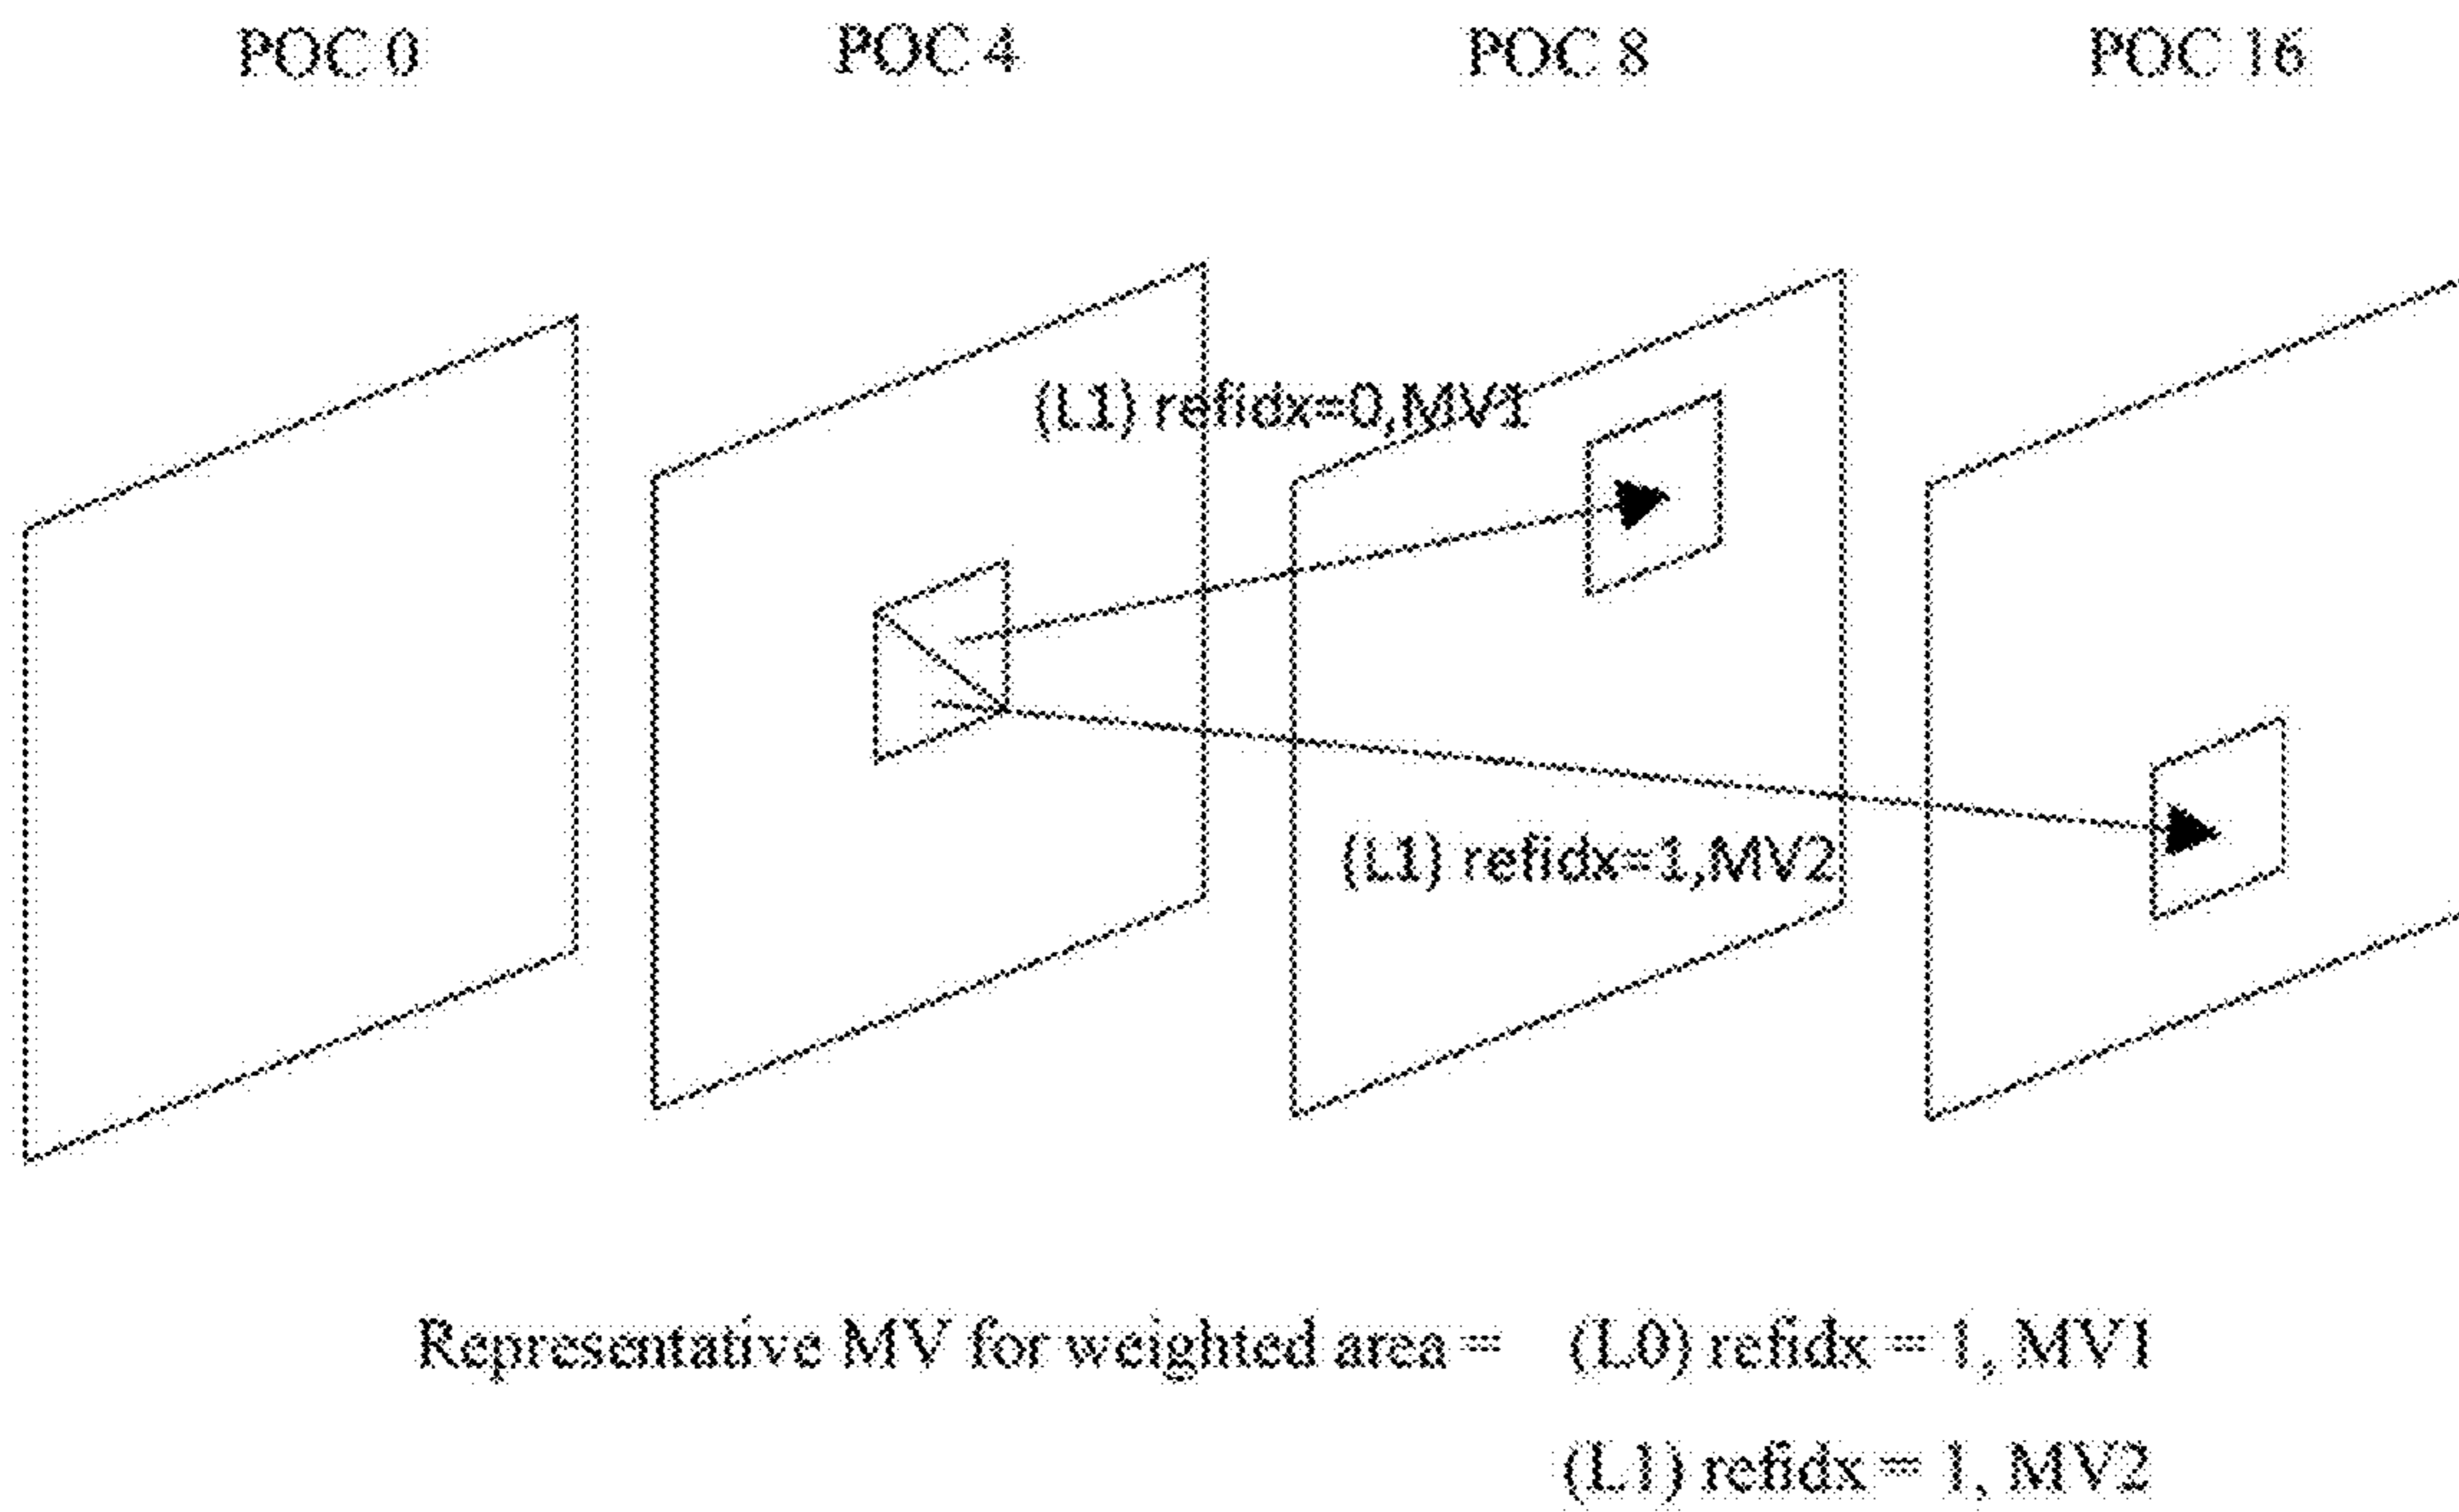 POC 0 POC 4 POC 8 POC 16
(L1) refidx=0,MV1
(L1) refidx=1,MV2
Representative MV for weighted area = (L0) refidx = 1, MV1
(L1) refidx = 1, MV2